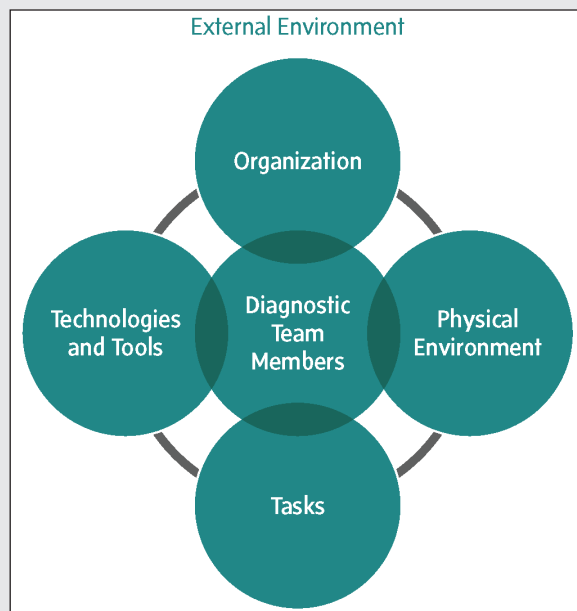 External Environment
Organization
Technologies
and Tools
Diagnostic
Team
Members
Physical
Environment
Tasks